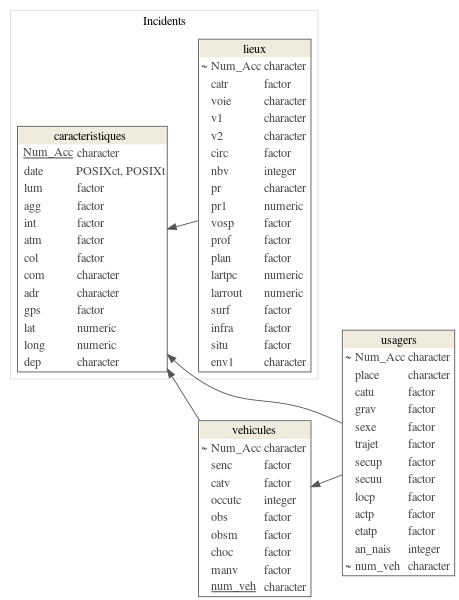 Incidents
lieux
~ Num_Acc character
catr factor
voie character
v1 character
v2 character
circ factor
nbv integer
pr character
pr1 numeric
vosp factor
prof factor
plan factor
lartpc numeric
larrout numeric
surf factor
infra factor
situ factor
env1 character
caracteristiques
Num_Acc character
date POSIXct, POSIXt
lum factor
agg factor
int factor
atm factor
col factor
com character
adr character
gps factor
lat numeric
long numeric
dep character
usagers
~ Num_Acc character
place character
catu factor
grav factor
sexe factor
trajet factor
secup factor
secuu factor
locp factor
actp factor
etatp factor
an_nais integer
~ num_veh character
vehicules
~ Num_Acc character
senc factor
catv factor
occutc integer
obs factor
obsm factor
choc factor
manv factor
num_veh character